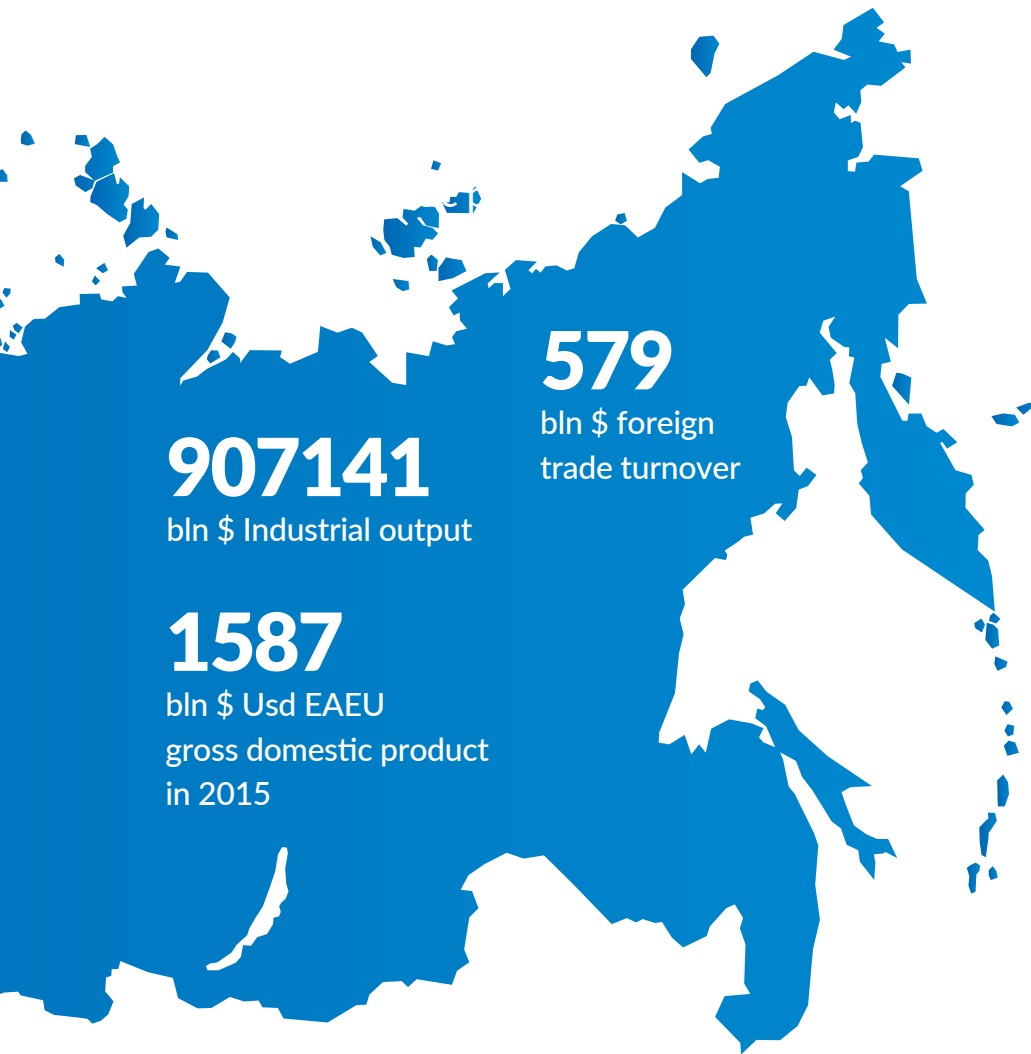 579
bln $ foreign
trade turnover
907141
bln $ Industrial output
1587
bln $ Usd EAEU
gross domestic product
in 2015